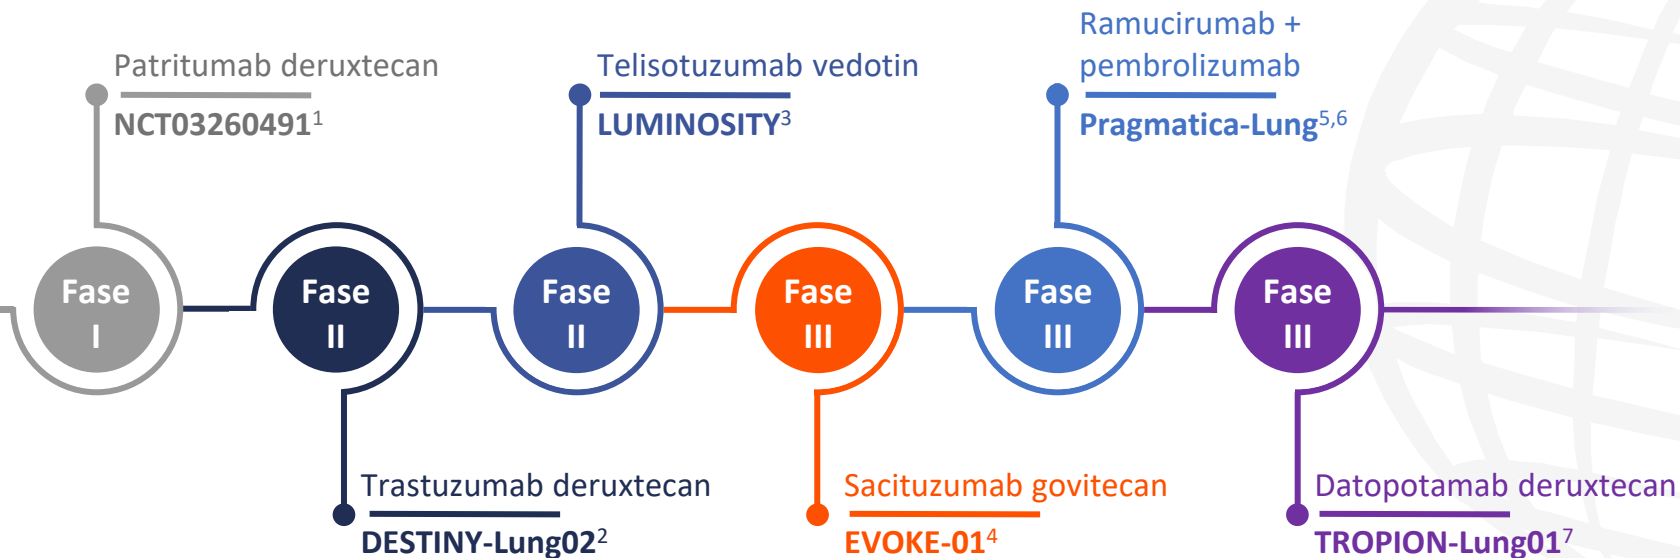 Patritumab deruxtecan
NCT03260491¹
Telisotuzumab vedotin
LUMINOSITY³
Ramucirumab +
pembrolizumab
Pragmatica-Lung⁵,⁶
Fase
I
Fase
II
Fase
II
Fase
III
Fase
III
Fase
III
Trastuzumab deruxtecan
DESTINY-Lung02²
Sacituzumab govitecan
EVOKE-01⁴
Datopotamab deruxtecan
TROPION-Lung01⁷